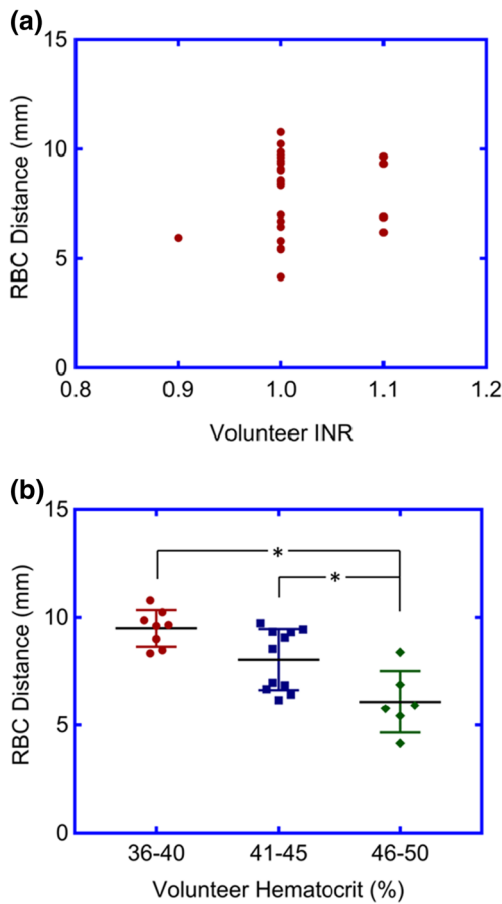 (a)
15
10
5
0
RBC Distance (mm)
0.8 0.9 1.0 1.1 1.2
Volunteer INR
(b)
15
10
5
0
RBC Distance (mm)
*
*
36-40 41-45 46-50
Volunteer Hematocrit (%)